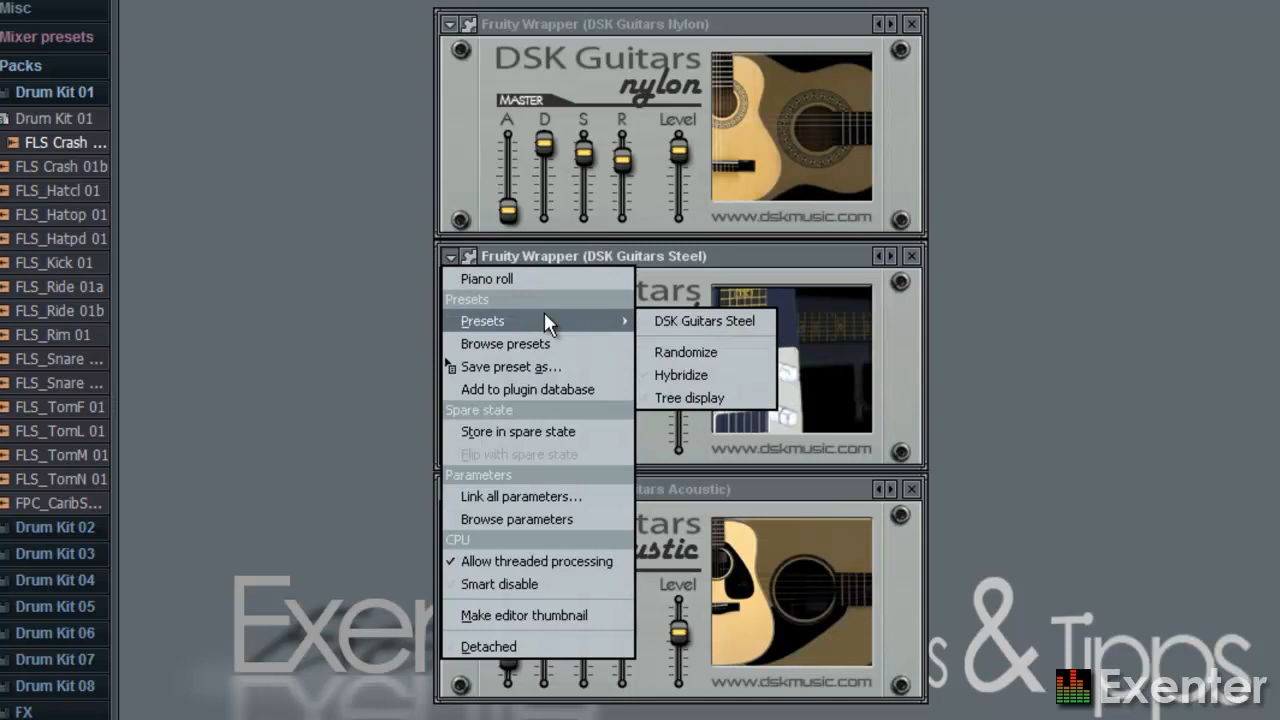 Misc
Mixer presets
Packs
Drum Kit 01
Drum Kit 01
FLS Crash ...
FLS Crash 01b
FLS_Hatcl 01
FLS_Hatop 01
FLS_Hatpd 01
FLS_Kick 01
FLS_Ride 01a
FLS_Ride 01b
FLS_Rim 01
FLS_Snare ...
FLS_Snare ...
FLS_TomF 01
FLS_TomL 01
FLS_TomM 01
FLS_TomN 01
PPC_CaribS...
Drum Kit 02
Drum Kit 03
Drum Kit 04
Drum Kit 05
Drum Kit 06
Drum Kit 07
Drum Kit 08
FX
Fruity Wrapper (DSK Guitars Nylon)
DSK Guitars
nylon
MASTER
A D S R Level
www.dskmusic.com
Fruity Wrapper (DSK Guitars Steel)
tars
Piano roll
Presets
Presets
Browse presets
Save preset as...
Add to plugin database
Spare state
Store in spare state
Flip with spare state
Parameters
Link all parameters...
Browse parameters
CPU
Allow threaded processing
Smart disable
Make editor thumbnail
Detached
DSK Guitars Steel
Randomize
Hybridize
Tree display
www.dskmusic.com
tars Acoustic)
tars
ustic
Level
www.dskmusic.com
Exen
s & Tipps
Exenter